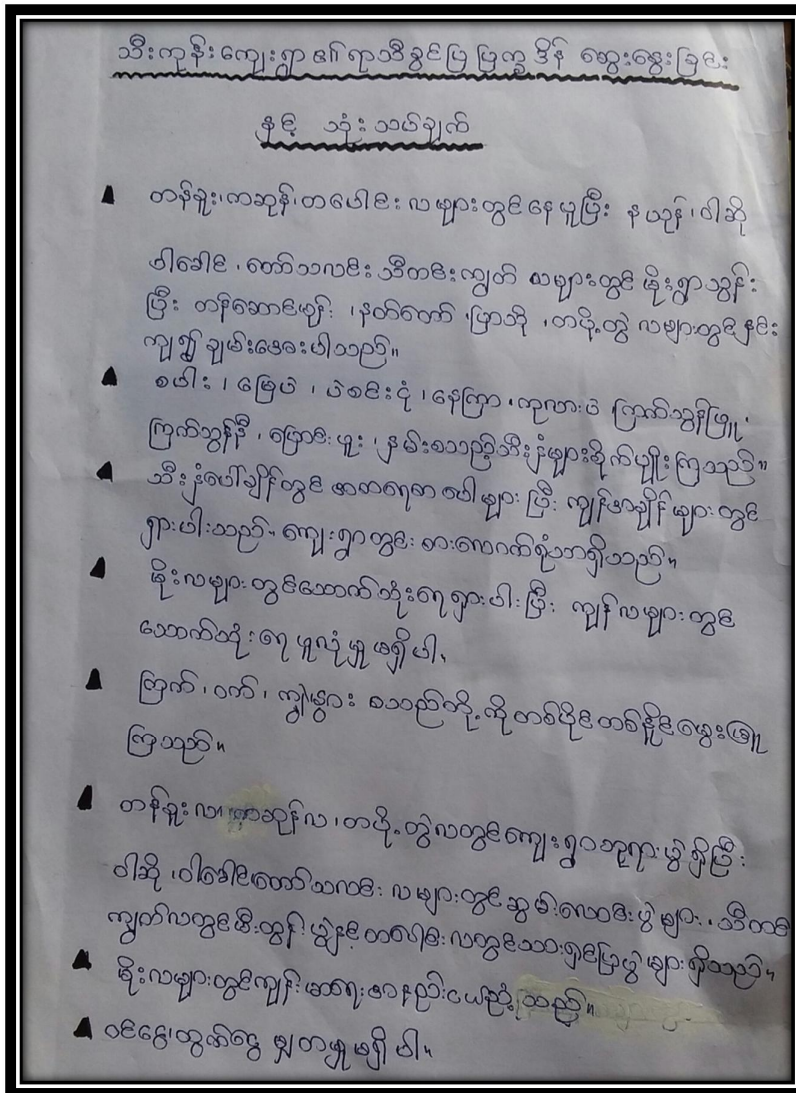 သီးကုန်းကျေးရွာ၏ရာသီခွင်ပြပြက္ခဒိန် ဆွေးနွေးခြင်း
နှင့် သုံးသပ်ချက်
တန်ခူး၊ကဆုန်၊တပေါင်း လများတွင်နေပူပြီး နယုန်၊ဝါဆို
ဝါခေါင်၊တော်သလင်း သီတင်းကျွတ် လများတွင် မိုးရွာသွန်း
ပြီး တန်ဆောင်မုန်း၊နတ်တော်၊ပြာသို၊တပို့တွဲ လများတွင်နှင်း
ကျ၍ ချမ်းအေးပါသည်။
စပါး၊မြေပဲ၊ပဲစင်းငုံ၊နေကြာ၊ကုလားပဲ ကြက်သွန်ဖြူ၊
ကြက်သွန်နီ၊ပြောင်းဖူး၊နှမ်းစသည့်သီးနှံများစိုက်ပျိုးကြသည်။
သီးနှံပေါ်ချိန်တွင် အစာရေစာ ပေါများ ပြီး ကျန်အချိန်များတွင်
ရှားပါးသည်။ ကျေးရွာတွင်း စားလောက်ရုံသာရှိသည်။
မိုးလများတွင်သောက်သုံးရေရှားပါးပြီး ကျန်လများတွင်
သောက်သုံးရေ ပူလုံမှု မရှိပါ၊
ကြက်၊ဝက်၊ကျွဲနွား စသည်တို့ကိုတစ်ပိုင်တစ်နိုင်မွေးမြူ
ကြသည်။
တန်ခူးလ၊ကဆုန်လ၊တပို့တွဲလတွင်ကျေးရွာဘုရားပွဲရှိပြီး
ဝါဆို၊ဝါခေါင်၊တော်သလင်း လများတွင်ဆွမ်းလောင်းပွဲများ၊သီတင်
ကျွတ်လတွင်မီးထွန်းပွဲနှင့်တပေါင်းလတွင်သားရှင်ပြုပွဲများရှိသည်။
မိုးလများတွင်ကျန်းမာရေးအနည်းငယ်ညံ့သည်။
ဝင်ငွေ၊ထွက်ငွေ မျှတမှုမရှိပါ။